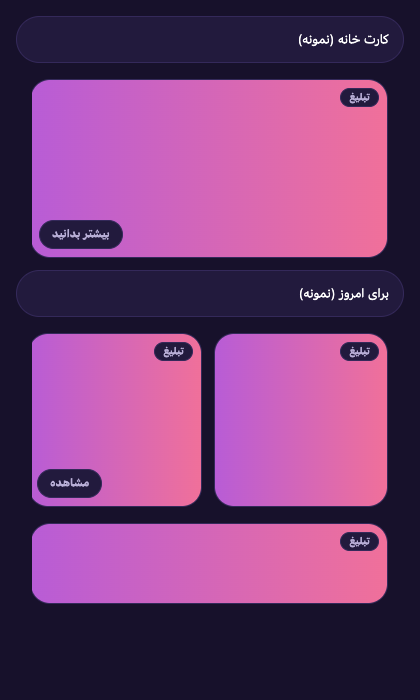 کارت خانه (نمونه)
تبلیغ
بیشتر بدانید
برای امروز (نمونه)
تبلیغ
تبلیغ
مشاهده
تبلیغ